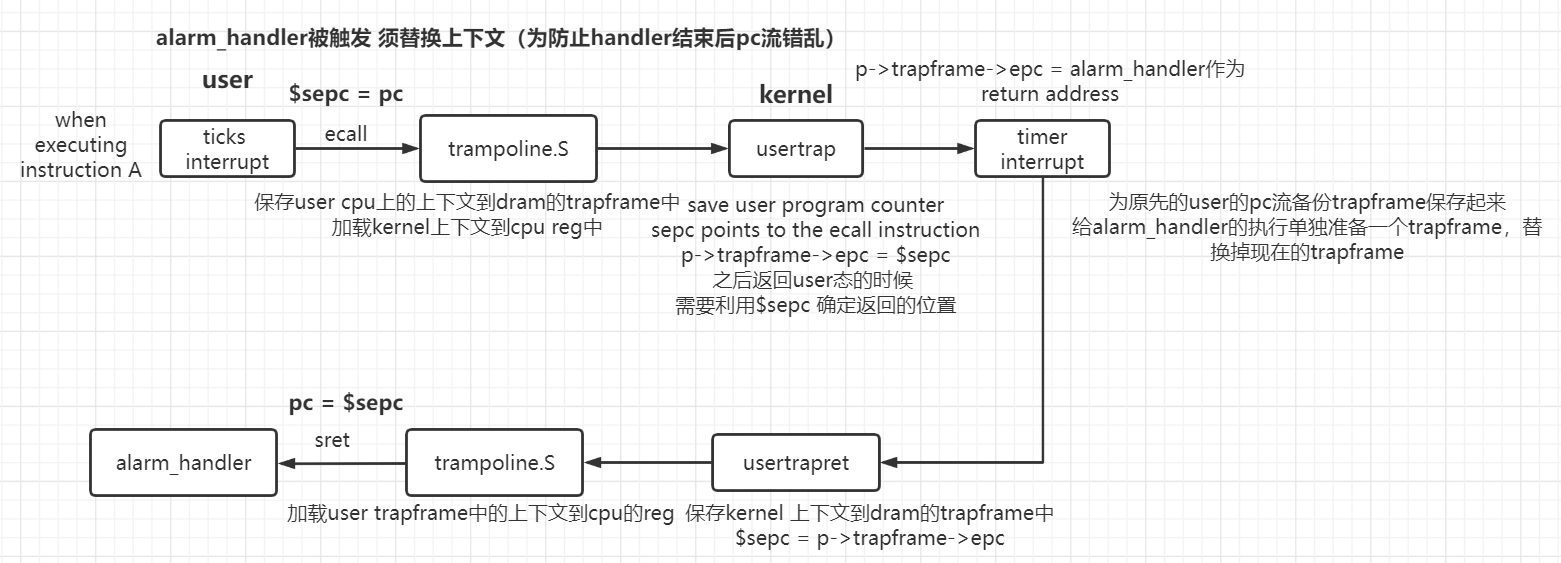 alarm_handler被触发 须替换上下文（为防止handler结束后pc流错乱）
user
$sepc = pc
kernel
p->trapframe->epc = alarm_handler作为
return address
when
executing
instruction A
ticks
interrupt
ecall
trampoline.S
usertrap
timer
interrupt
保存user cpu上的上下文到dram的trapframe中
加载kernel上下文到cpu reg中
save user program counter
sepc points to the ecall instruction
p->trapframe->epc = $sepc
之后返回user态的时候
需要利用$sepc 确定返回的位置
为原先的user的pc流备份trapframe保存起来
给alarm_handler的执行单独准备一个trapframe，替
换掉现在的trapframe
pc = $sepc
alarm_handler
sret
trampoline.S
usertrapret
加载user trapframe中的上下文到cpu的reg
保存kernel 上下文到dram的trapframe中
$sepc = p->trapframe->epc